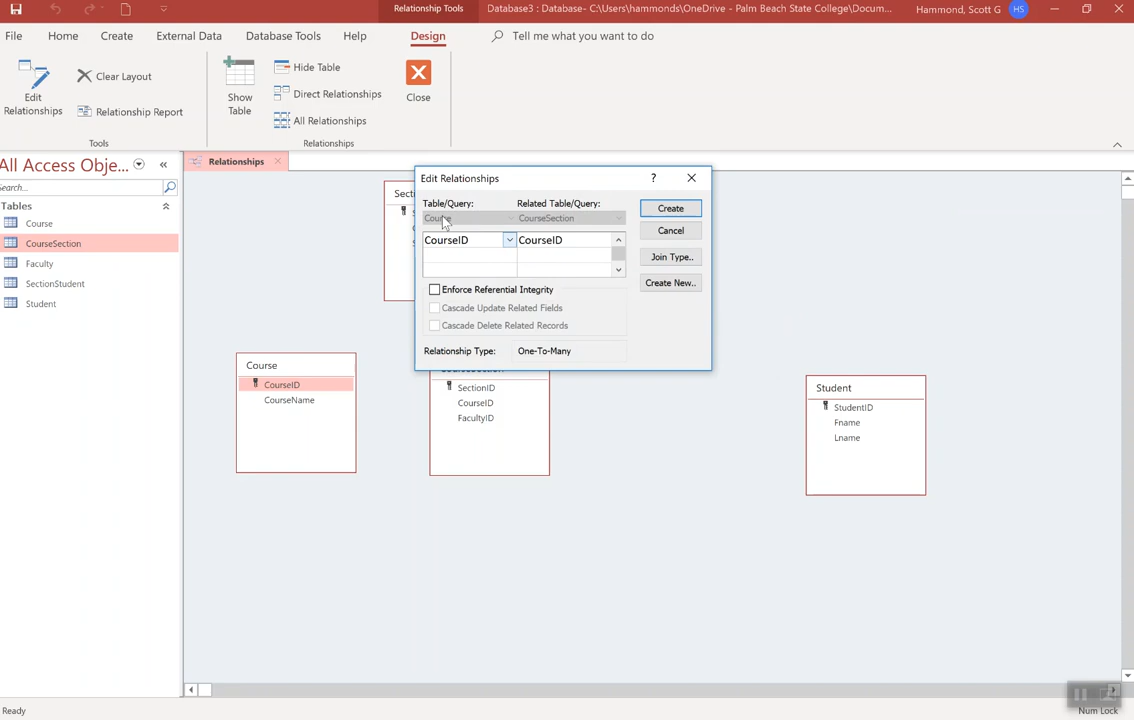 Relationship Tools
Database3 : Database- C:\Users\hammonds\OneDrive - Palm Beach State College\Docum...
Hammond, Scott G
HS
File
Home
Create
External Data
Database Tools
Help
Design
Tell me what you want to do
Edit
Relationships
Clear Layout
Relationship Report
Tools
Show
Table
Hide Table
Direct Relationships
All Relationships
Relationships
Close
All Access Obje...
Search...
Tables
Course
CourseSection
Faculty
SectionStudent
Student
Relationships
Edit Relationships
?
Table/Query:
Related Table/Query:
Course
CourseSection
CourseID
CourseID
Enforce Referential Integrity
Cascade Update Related Fields
Cascade Delete Related Records
Relationship Type:
One-To-Many
Create
Cancel
Join Type..
Create New..
Course
CourseID
CourseName
SectionID
CourseID
FacultyID
Student
StudentID
Fname
Lname
Ready
Num Lock